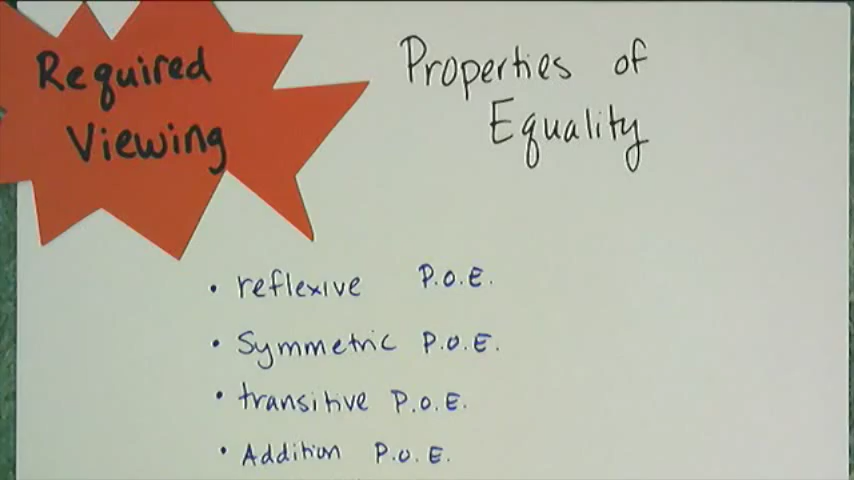 Required
Viewing
Properties of
Equality
• reflexive P.O.E.
• Symmetric P.O.E.
• transitive P.O.E.
• Addition P.O.E.